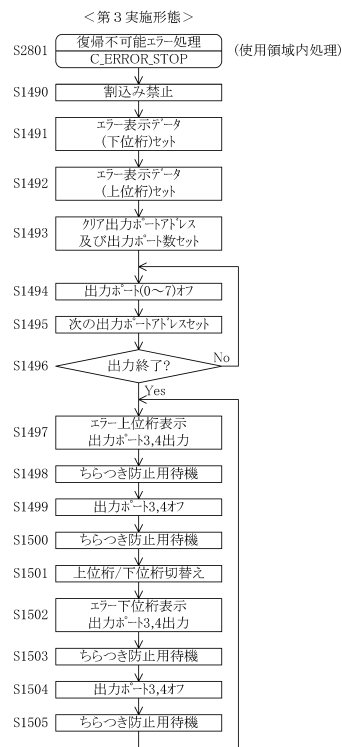 ＜第３実施形態＞
S2801
復帰不可能エラー処理
C_ERROR_STOP
(使用領域内処理)
S1490
割込み禁止
S1491
ｴﾗｰ表示ﾃﾞｰﾀ
(下位桁)ｾｯﾄ
S1492
ｴﾗｰ表示ﾃﾞｰﾀ
(上位桁)ｾｯﾄ
S1493
ｸﾘｱ出力ﾎﾟｰﾄｱﾄﾞﾚｽ
及び出力ﾎﾟｰﾄ数ｾｯﾄ
S1494
出力ﾎﾟｰﾄ(0～7)ｵﾌ
S1495
次の出力ﾎﾟｰﾄｱﾄﾞﾚｽｾｯﾄ
S1496
出力終了?
No
Yes
S1497
ｴﾗｰ上位桁表示
出力ﾎﾟｰﾄ3,4出力
S1498
ちらつき防止用待機
S1499
出力ﾎﾟｰﾄ3,4ｵﾌ
S1500
ちらつき防止用待機
S1501
上位桁/下位桁切替え
S1502
ｴﾗｰ下位桁表示
出力ﾎﾟｰﾄ3,4出力
S1503
ちらつき防止用待機
S1504
出力ﾎﾟｰﾄ3,4ｵﾌ
S1505
ちらつき防止用待機